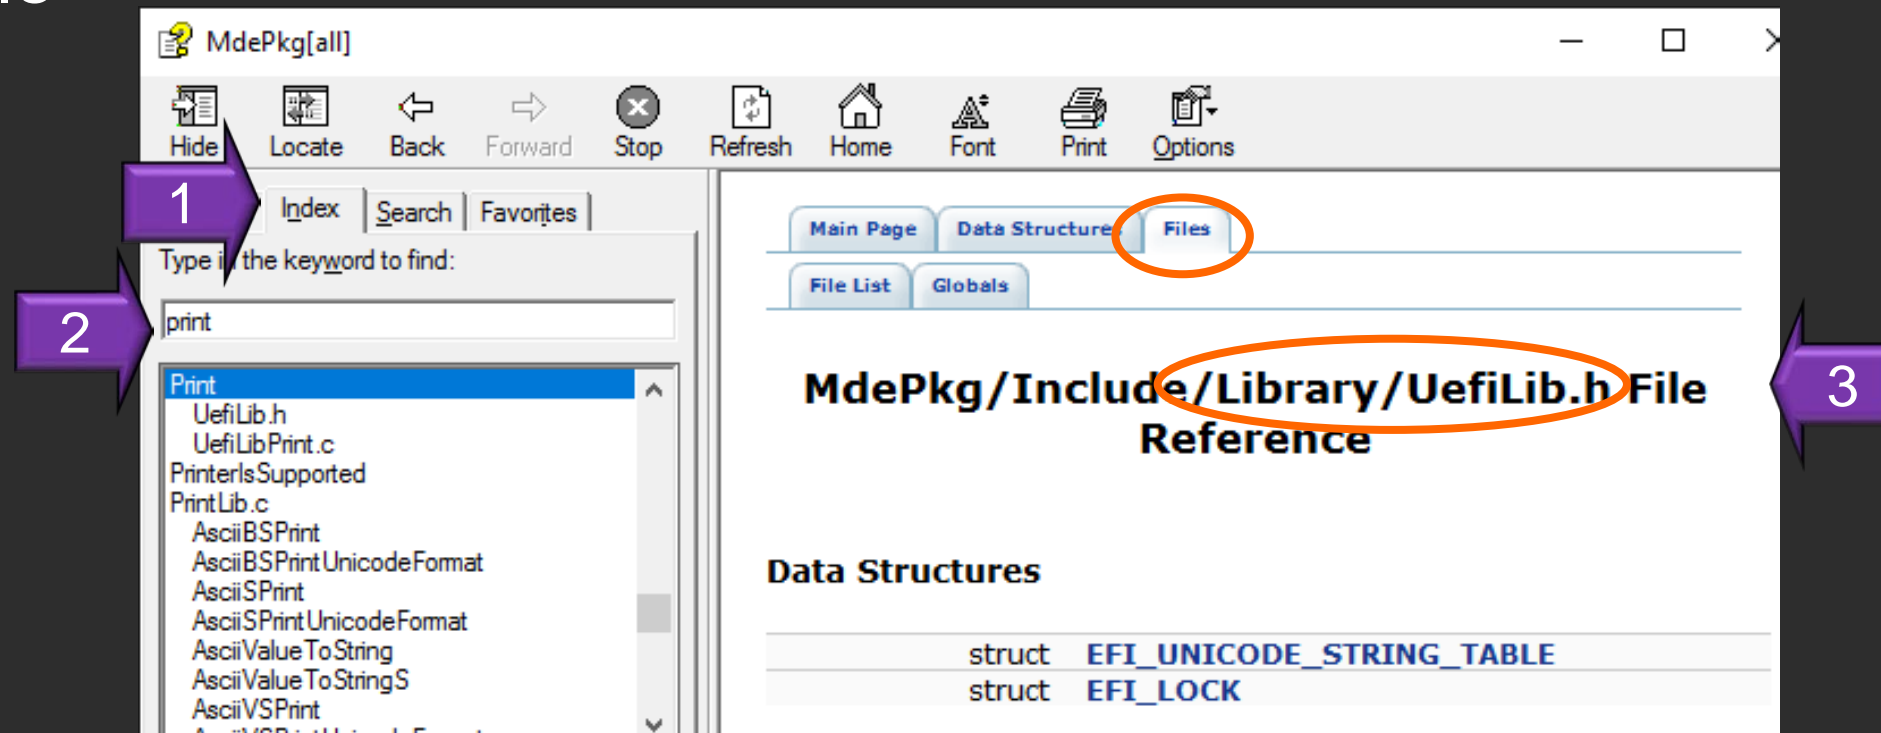 MdePkg[all]
Hide Locate Back Forward Stop Refresh Home Font Print Options
1
Index Search Favorites
Type in the keyword to find:
2
print
Print
UefiLib.h
UefiLibPrint.c
PrinterIsSupported
PrintLib.c
AsciiBSPrint
AsciiBSPrintUnicodeFormat
AsciiSPrint
AsciiSPrintUnicodeFormat
AsciiValueToString
AsciiValueToStringS
AsciiVSPrint
Main Page Data Structures Files
File List Globals
MdePkg/Include/Library/UefiLib.h File
Reference
3
Data Structures
struct EFI_UNICODE_STRING_TABLE
struct EFI_LOCK